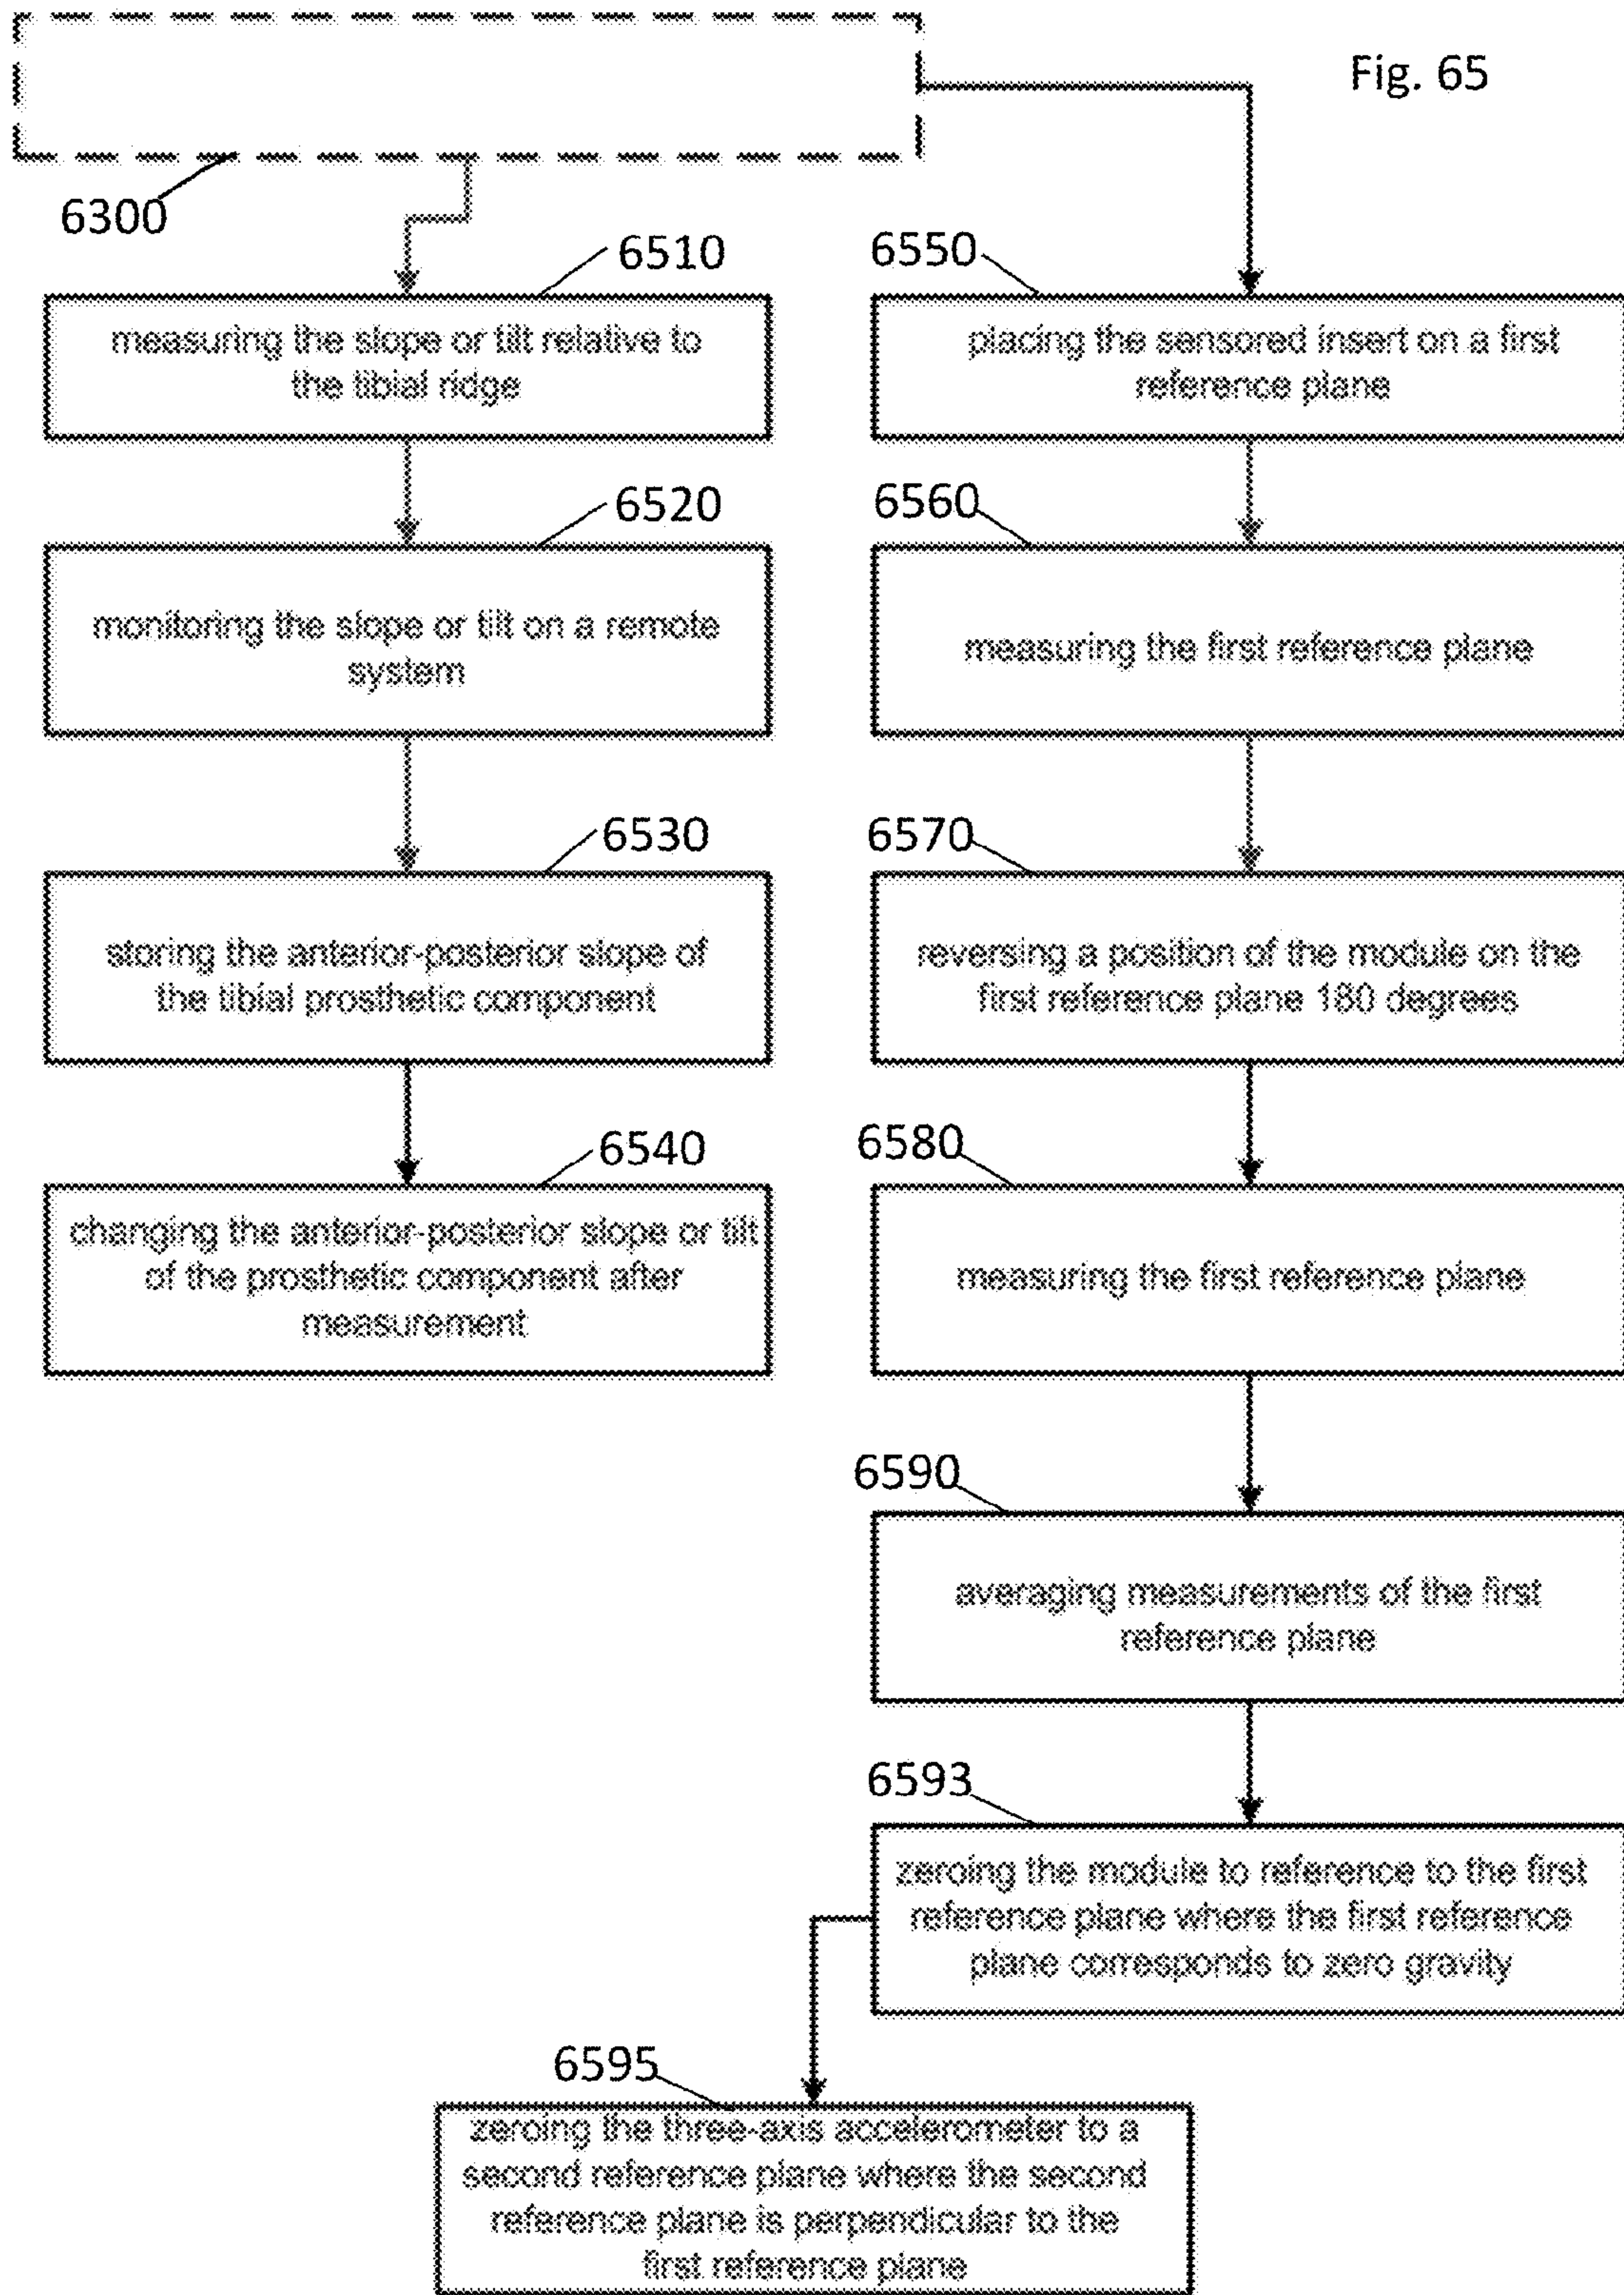 Fig. 65
6300
6510
measuring the slope or tilt relative to
the tibial ridge
6520
monitoring the slope or tilt on a remote
system
6530
storing the anterior-posterior slope of
the tibial prosthetic component
6540
changing the anterior-posterior slope or tilt
of the prosthetic component after
measurement
6550
placing the sensored insert on a first
reference plane
6560
measuring the first reference plane
6570
reversing a position of the module on the
first reference plane 180 degrees
6580
measuring the first reference plane
6590
averaging measurements of the first
reference plane
6593
zeroing the module to reference to the first
reference plane where the first reference
plane corresponds to zero gravity
6595
zeroing the three-axis accelerometer to a
second reference plane where the second
reference plane is perpendicular to the
first reference plane